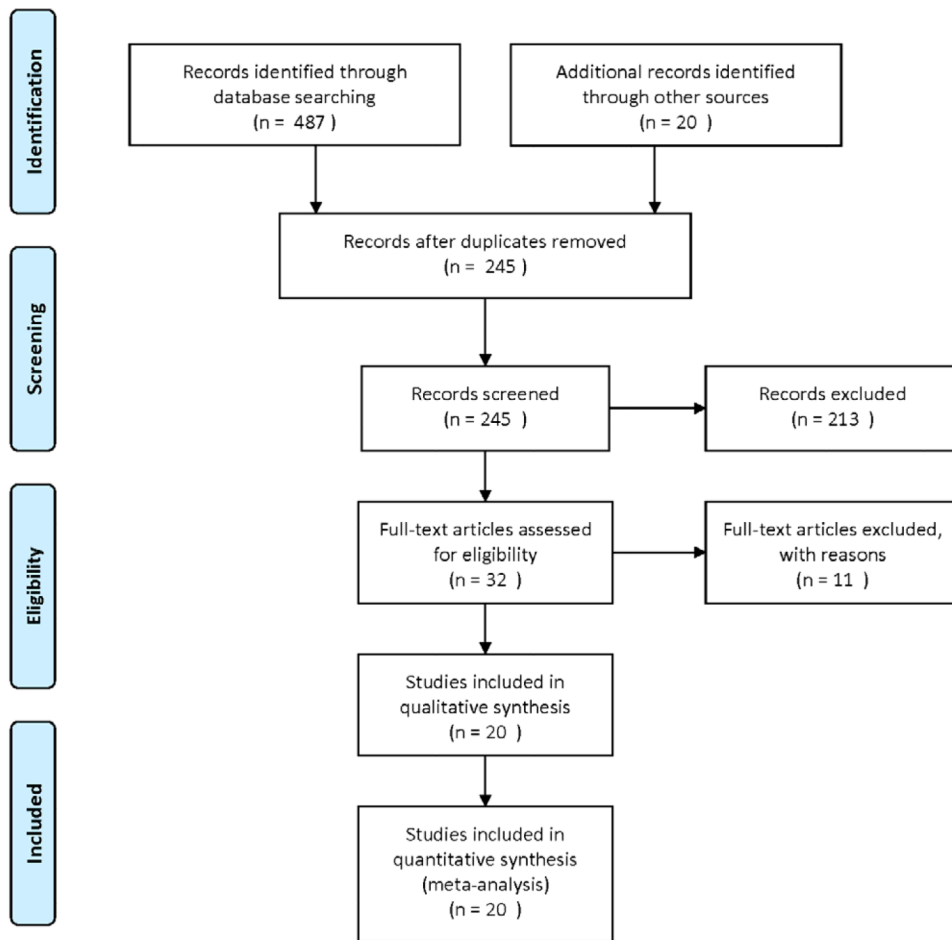 Identification
Records identified through
database searching
(n = 487 )
Additional records identified
through other sources
(n = 20 )
Records after duplicates removed
(n = 245 )
Screening
Records screened
(n = 245 )
Records excluded
(n = 213 )
Eligibility
Full-text articles assessed
for eligibility
(n = 32 )
Full-text articles excluded,
with reasons
(n = 11 )
Studies included in
qualitative synthesis
(n = 20 )
Included
Studies included in
quantitative synthesis
(meta-analysis)
(n = 20 )